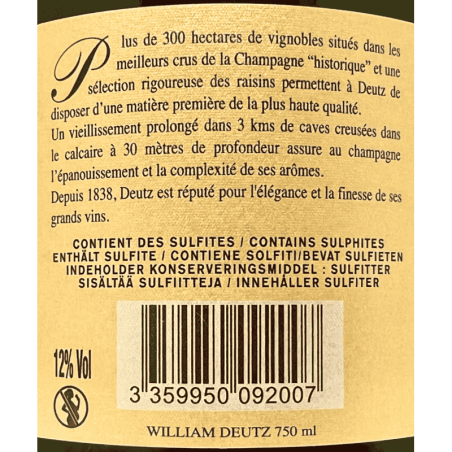 Plus de 300 hectares de vignobles situés dans les
meilleurs crus de la Champagne “historique” et une
sélection rigoureuse des raisins permettent à Deutz de
disposer d’une matière première de la plus haute qualité.
Un vieillissement prolongé dans 3 kms de caves creusées dans
le calcaire à 30 mètres de profondeur assure au champagne
l’épanouissement et la complexité de ses arômes.
Depuis 1838, Deutz est réputé pour l'élégance et la finesse de ses
grands vins.
CONTIENT DES SULFITES / CONTAINS SULPHITES
ENTHÄLT SULFITE / CONTIENE SOLFITI/BEVAT SULFIETEN
INDEHOLDER KONSERVERINGSMIDDEL : SULFITTER
SISÄLTÄÄ SULFIITTEJA / INNEHÅLLER SULFITER
12% Vol
3 359950 092007
WILLIAM DEUTZ 750 ml